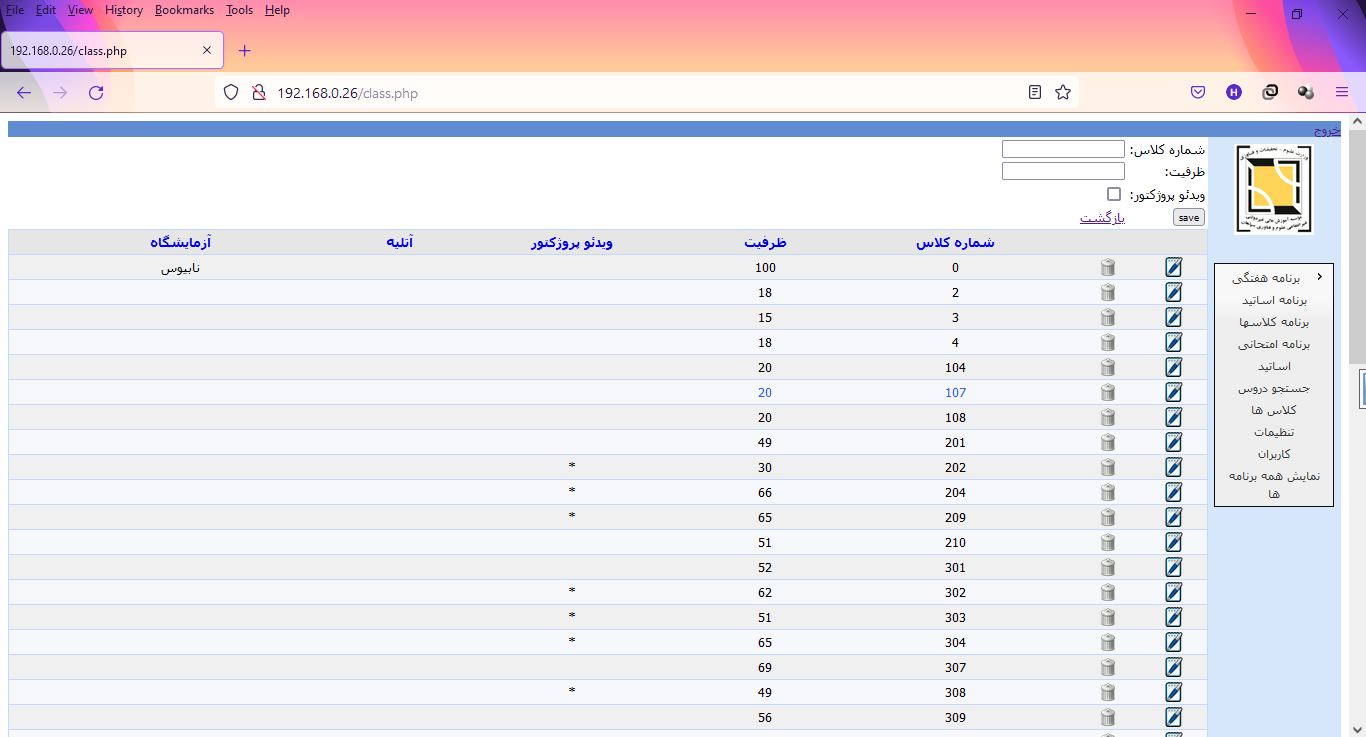 File Edit View History Bookmarks Tools Help
192.168.0.26/class.php
192.168.0.26/class.php
H
خروج
شماره کلاس:
ظرفیت:
ویدئو پروژکتور:
save بازگشت
برنامه هفتگی
برنامه اساتید
برنامه کلاسها
برنامه امتحانی
اساتید
جستجو دروس
کلاس ها
تنظیمات
کاربران
نمایش همه برنامه
ها
شماره کلاس ظرفیت ویدئو پروژکتور آتلیه آزمایشگاه
0 100 نابیوس
2 18
3 15
4 18
104 20
107 20
108 20
201 49
202 30 *
204 66 *
209 65 *
210 51
301 52
302 62 *
303 51 *
304 65 *
307 69
308 49 *
309 56